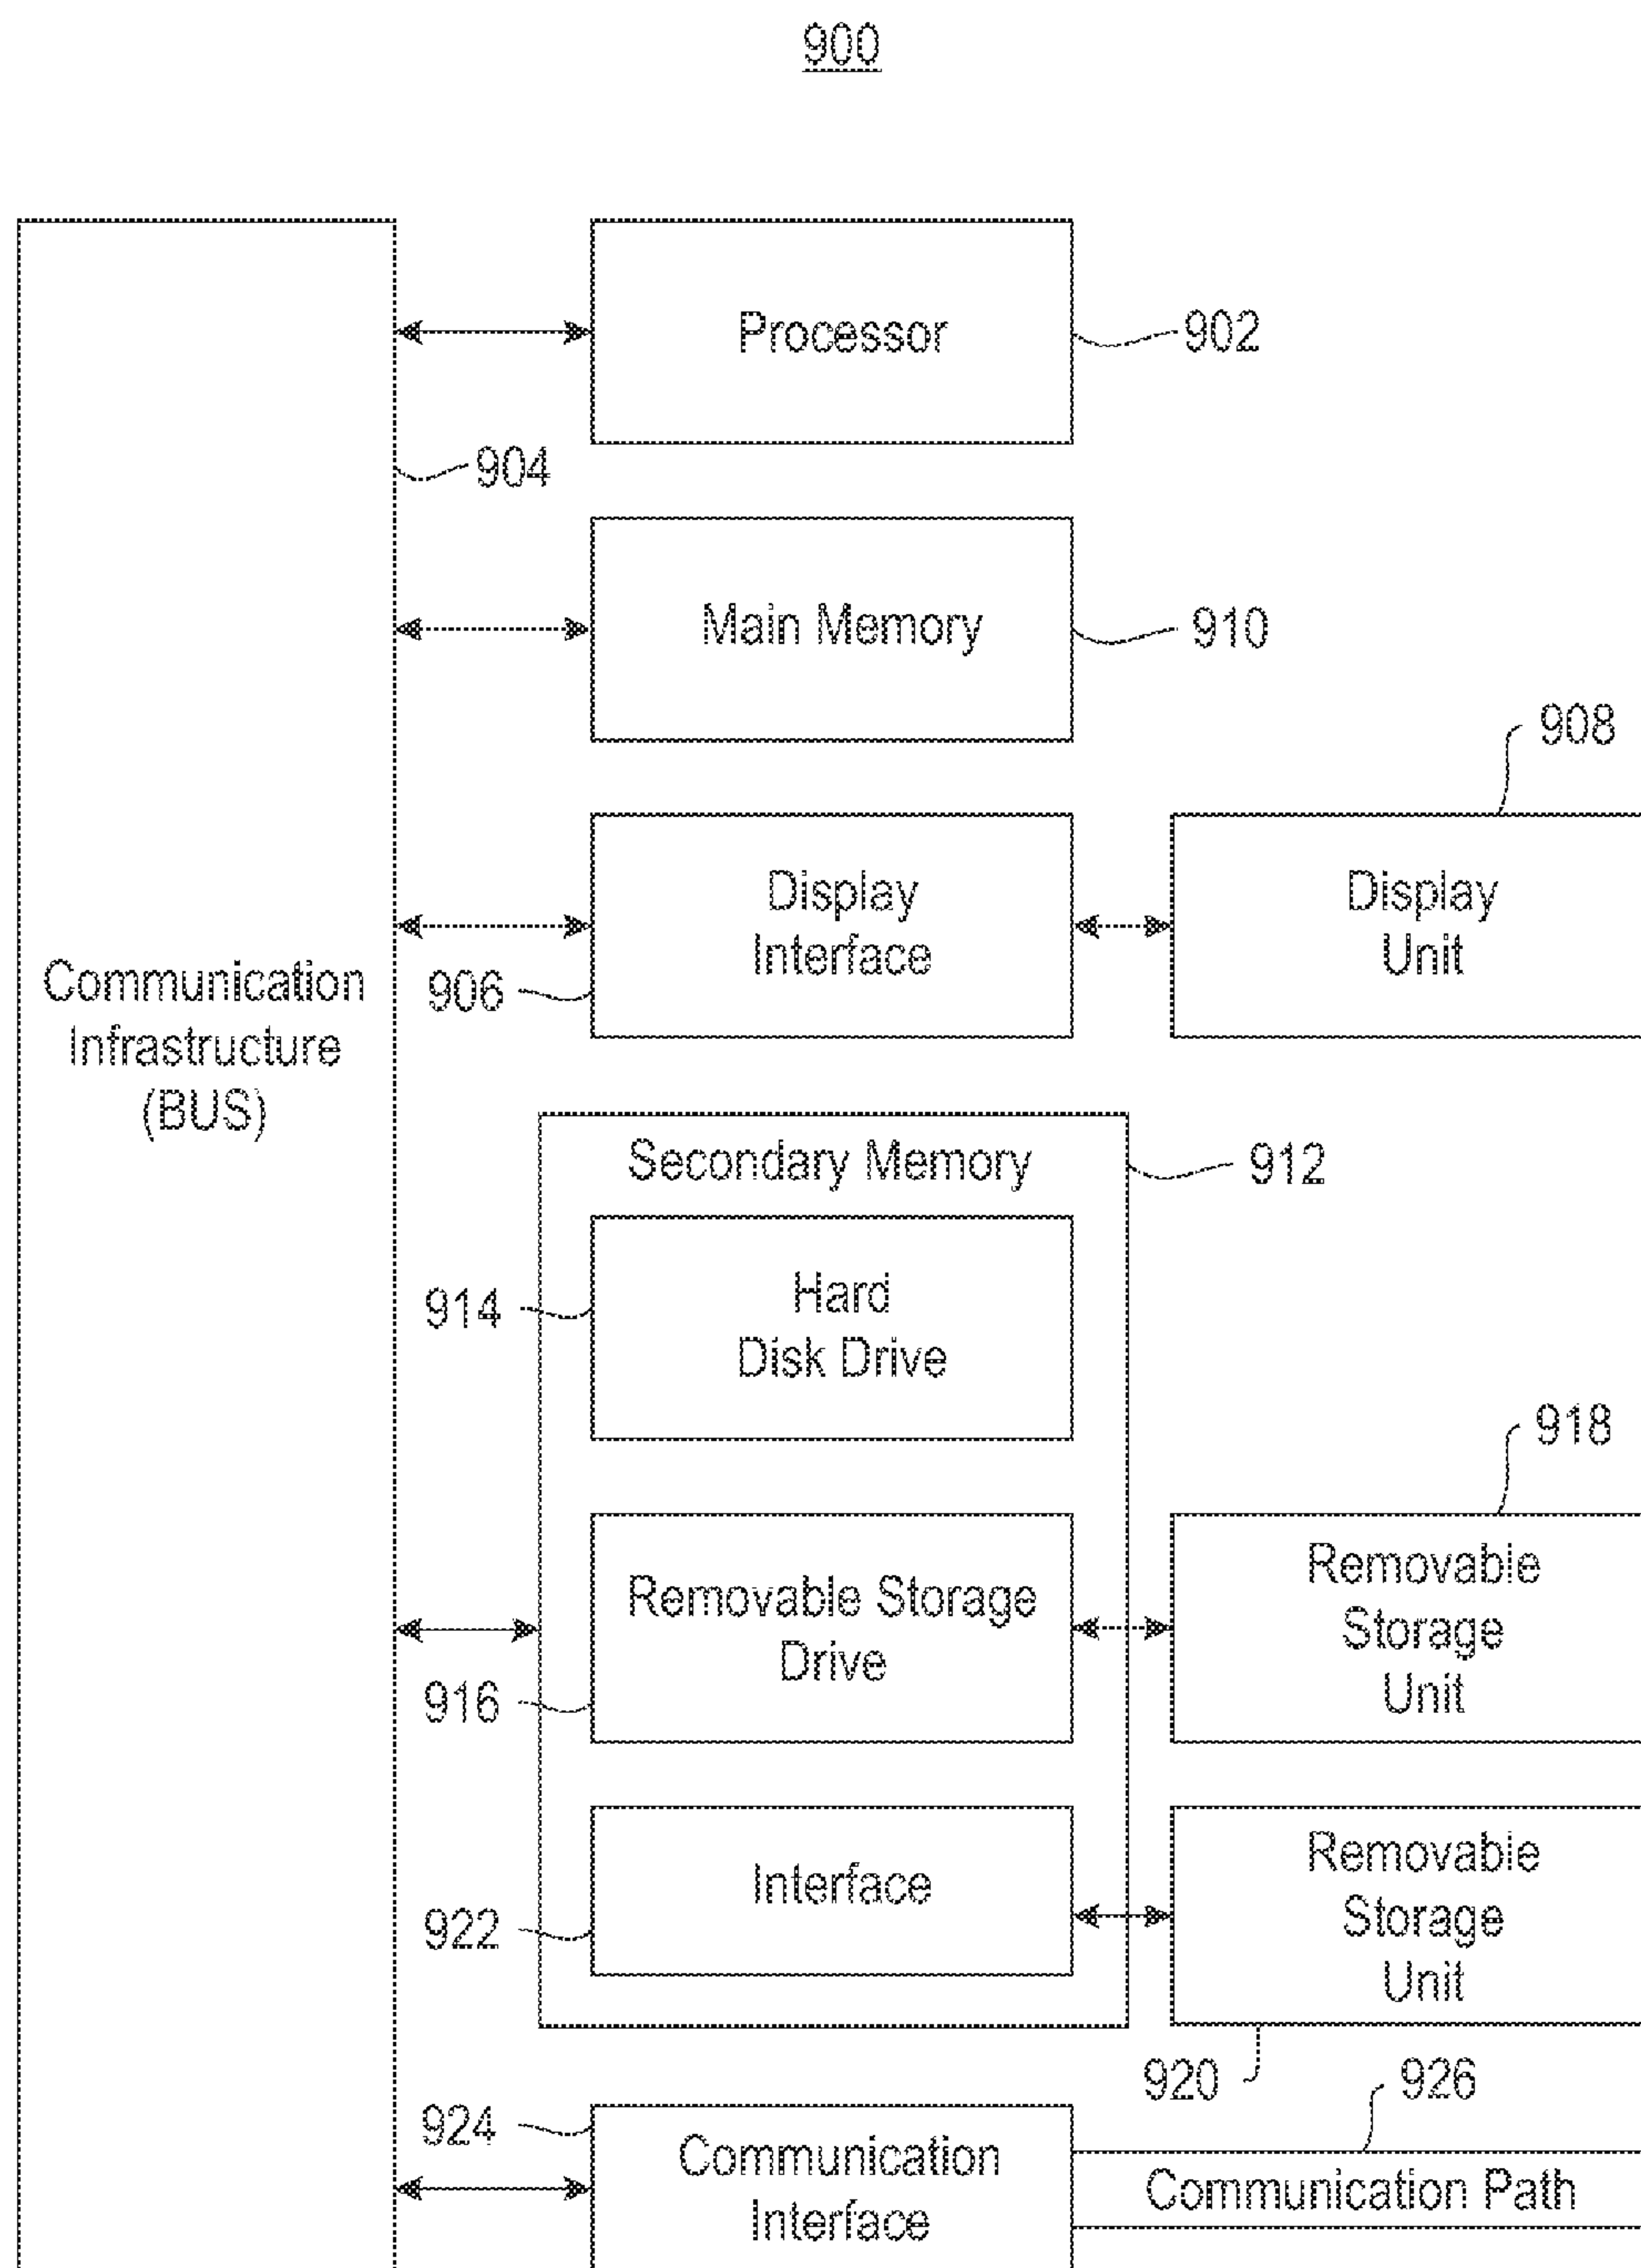 900
Processor
902
904
Main Memory
910
908
Display
Interface
Display
Unit
906
Communication
Infrastructure
(BUS)
Secondary Memory
912
Hard
Disk Drive
914
918
Removable Storage
Drive
Removable
Storage
Unit
916
Interface
922
Removable
Storage
Unit
920
926
924
Communication
Interface
Communication Path